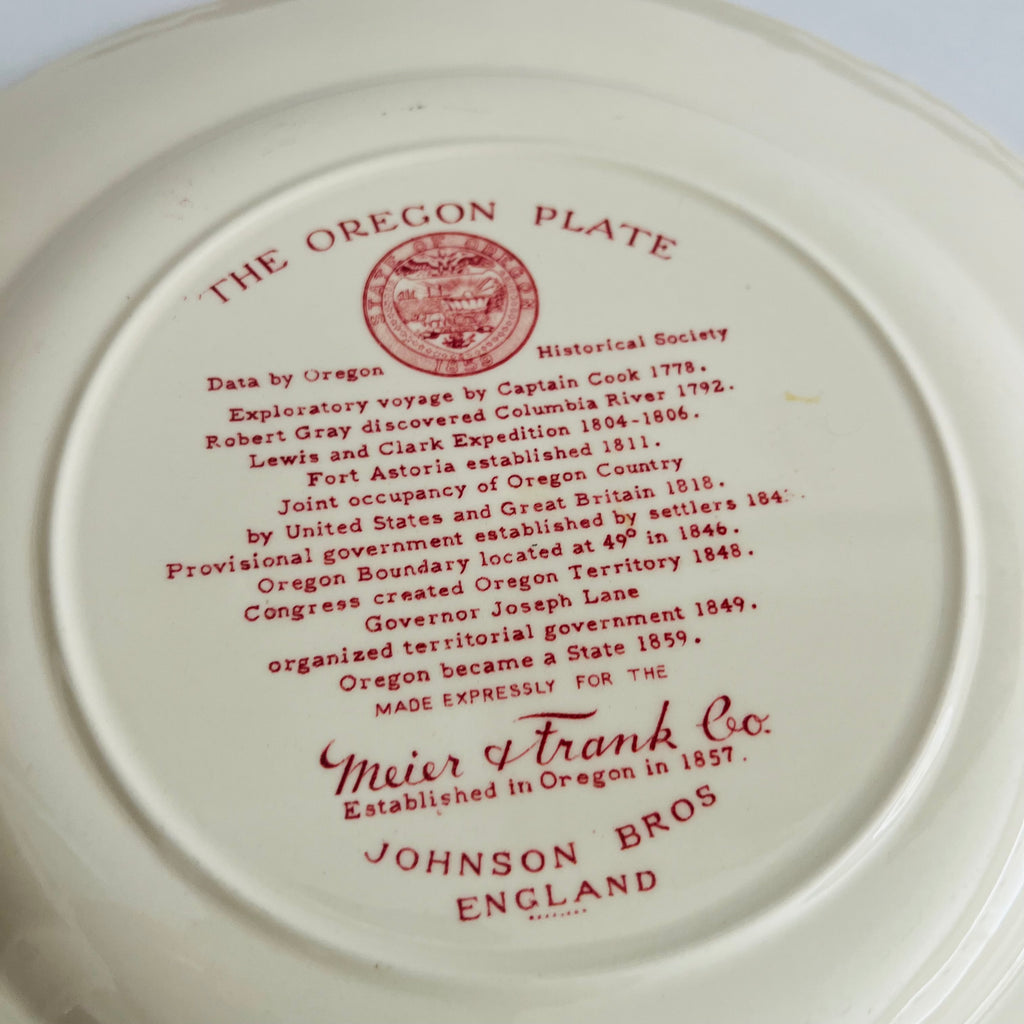 THE OREGON PLATE
STATE OF OREGON
1859
Data by Oregon Historical Society
Exploratory voyage by Captain Cook 1778.
Robert Gray discovered Columbia River 1792.
Lewis and Clark Expedition 1804-1806.
Fort Astoria established 1811.
Joint occupancy of Oregon Country
by United States and Great Britain 1818.
Provisional government established by settlers
Oregon Boundary located at 49° in 1846.
Congress created Oregon Territory 1848.
Governor Joseph Lane
organized territorial government 1849.
Oregon became a State 1859.
MADE EXPRESSLY FOR THE
Meier & Frank Co.
Established in Oregon in 1857.
JOHNSON BROS
ENGLAND